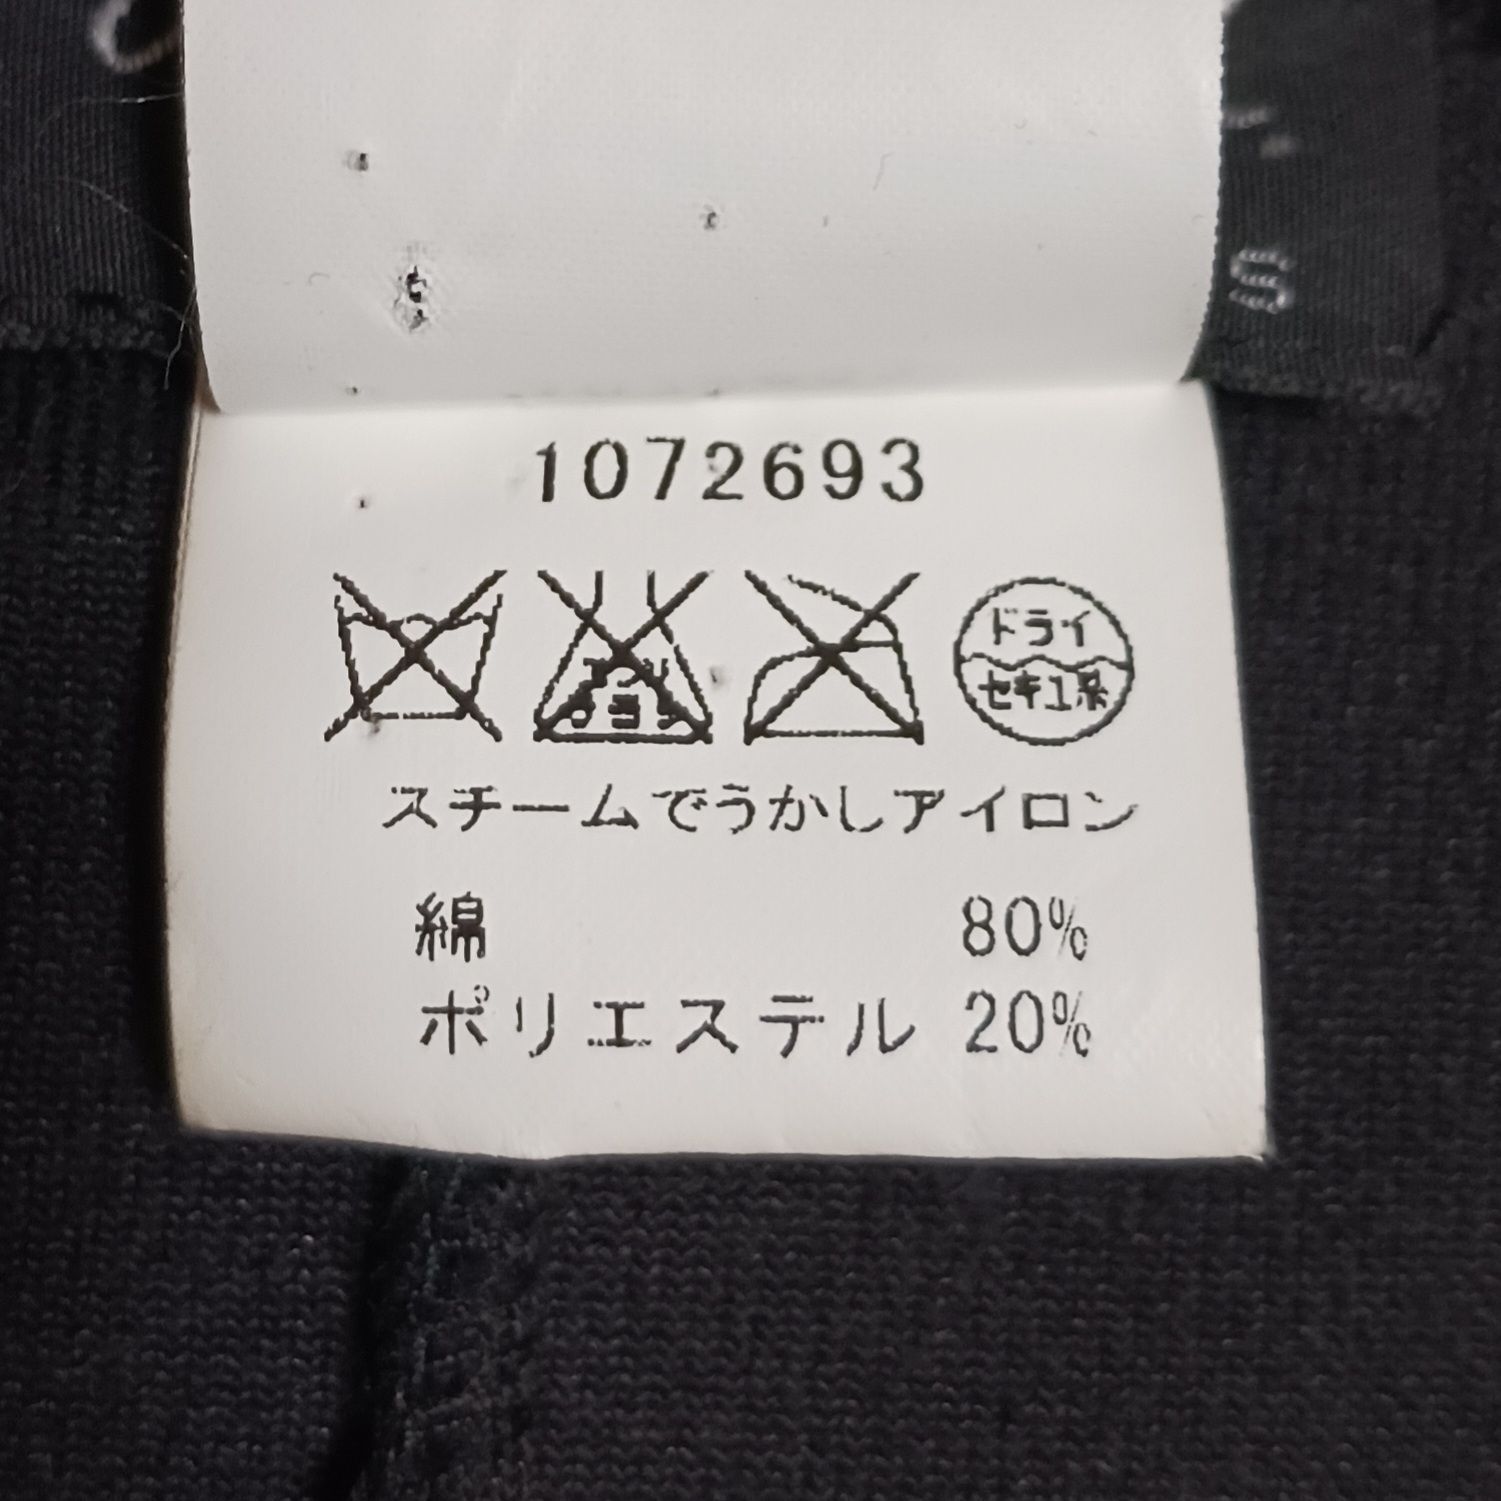 1072693
ドライ
セキユ系
スチームでうかしアイロン
綿 80%
ポリエステル 20%